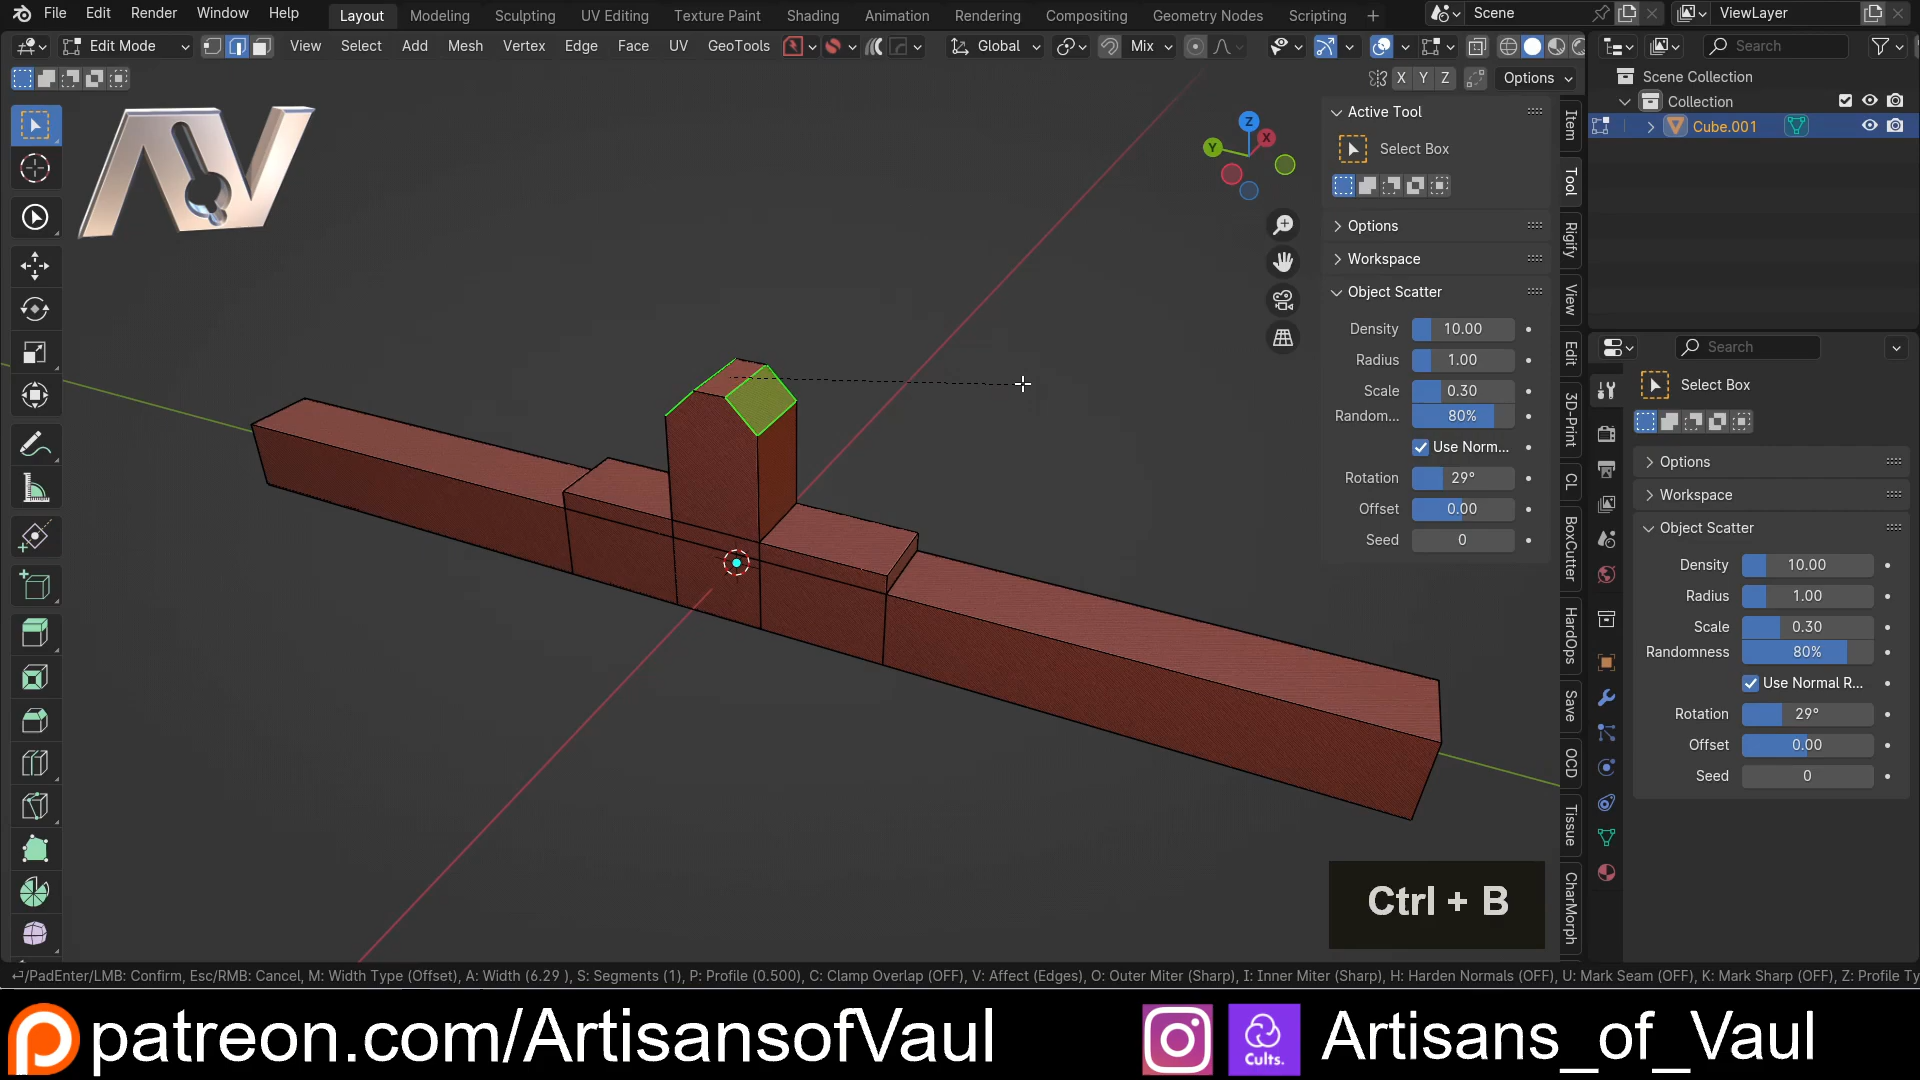 File Edit Render Window Help Layout Modeling Sculpting UV Editing Texture Paint Shading Animation Rendering Compositing Geometry Nodes Scripting + Scene ViewLayer
Edit Mode View Select Add Mesh Vertex Edge Face UV GeoTools Global Mix Search
X Y Z Options
Scene Collection
Collection
Cube.001
AV
Z
X
Y
Active Tool
Select Box
Options
Workspace
Object Scatter
Density 10.00
Radius 1.00
Scale 0.30
Random... 80%
Use Norm...
Rotation 29°
Offset 0.00
Seed 0
Item
Tool
Rigify
View
Edit
3D-Print
CL
BoxCutter
HardOps
Save
OCD
Tissue
CharMorph
Search
Select Box
Options
Workspace
Object Scatter
Density 10.00
Radius 1.00
Scale 0.30
Randomness 80%
Use Normal R...
Rotation 29°
Offset 0.00
Seed 0
Ctrl + B
⏎/PadEnter/LMB: Confirm, Esc/RMB: Cancel, M: Width Type (Offset), A: Width (6.29 ), S: Segments (1), P: Profile (0.500), C: Clamp Overlap (OFF), V: Affect (Edges), O: Outer Miter (Sharp), I: Inner Miter (Sharp), H: Harden Normals (OFF), U: Mark Seam (OFF), K: Mark Sharp (OFF), Z: Profile Ty
patreon.com/ArtisansofVaul
Cults.
Artisans_of_Vaul